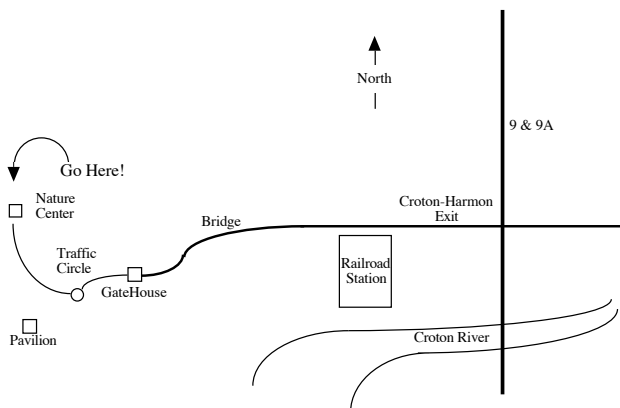 North
9 & 9A
Go Here!
Nature
Center
Croton-Harmon
Exit
Bridge
Traffic
Circle
Railroad
Station
GateHouse
Pavilion
Croton River